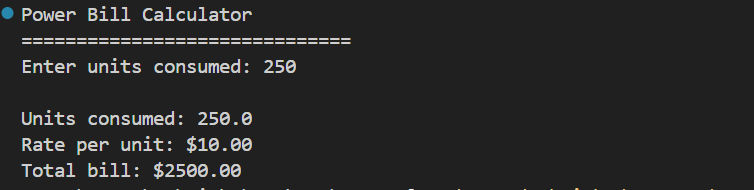 Power Bill Calculator
==============================
Enter units consumed: 250
Units consumed: 250.0
Rate per unit: $10.00
Total bill: $2500.00